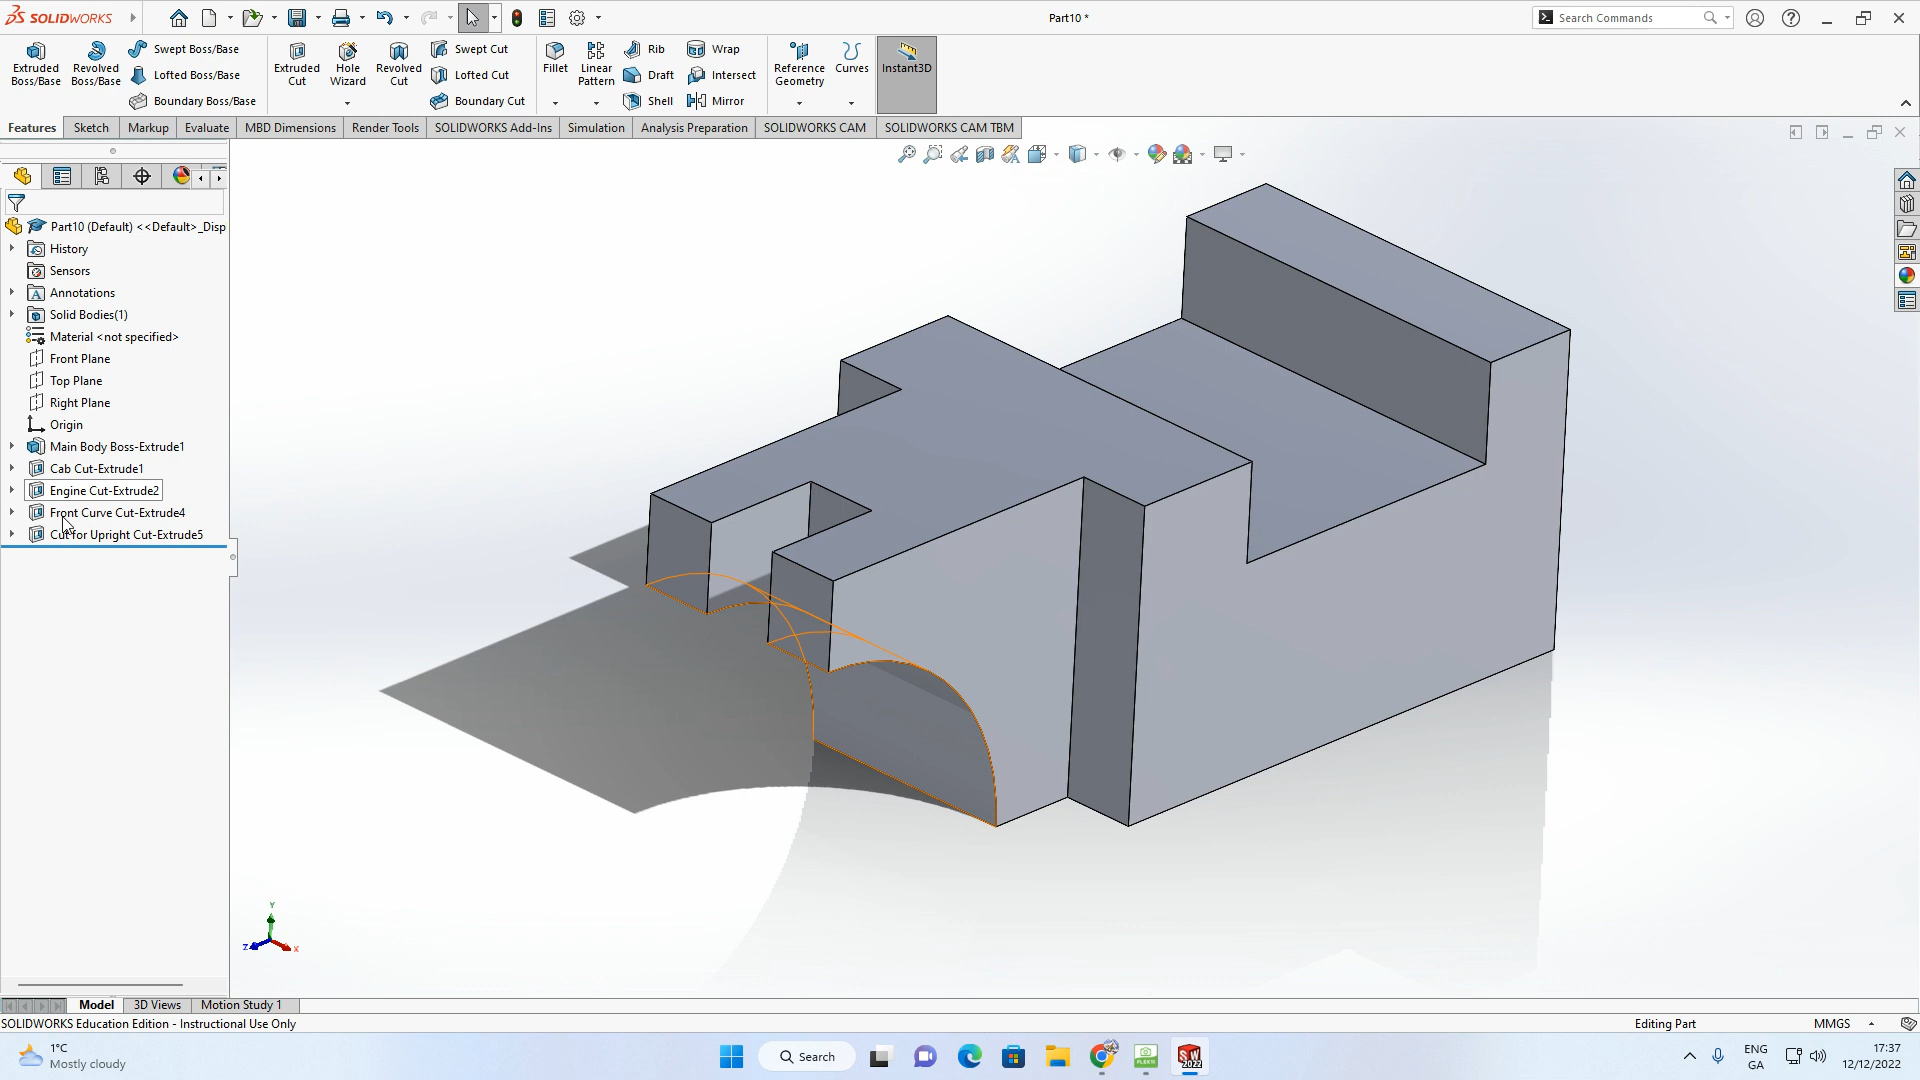 SOLIDWORKS
Part10 *
Search Commands
Extruded Boss/Base
Revolved Boss/Base
Swept Boss/Base
Lofted Boss/Base
Boundary Boss/Base
Extruded Cut
Hole Wizard
Revolved Cut
Swept Cut
Lofted Cut
Boundary Cut
Fillet
Linear Pattern
Rib
Draft
Shell
Wrap
Intersect
Mirror
Reference Geometry
Curves
Instant3D
Features
Sketch
Markup
Evaluate
MBD Dimensions
Render Tools
SOLIDWORKS Add-Ins
Simulation
Analysis Preparation
SOLIDWORKS CAM
SOLIDWORKS CAM TBM
Part10 (Default) <<Default>_Disp
History
Sensors
Annotations
Solid Bodies(1)
Material <not specified>
Front Plane
Top Plane
Right Plane
Origin
Main Body Boss-Extrude1
Cab Cut-Extrude1
Engine Cut-Extrude2
Front Curve Cut-Extrude4
Cut for Upright Cut-Extrude5
Y
Z
X
Model
3D Views
Motion Study 1
SOLIDWORKS Education Edition - Instructional Use Only
Editing Part
MMGS
1°C
Mostly cloudy
Search
SW
2022
ENG
GA
17:37
12/12/2022